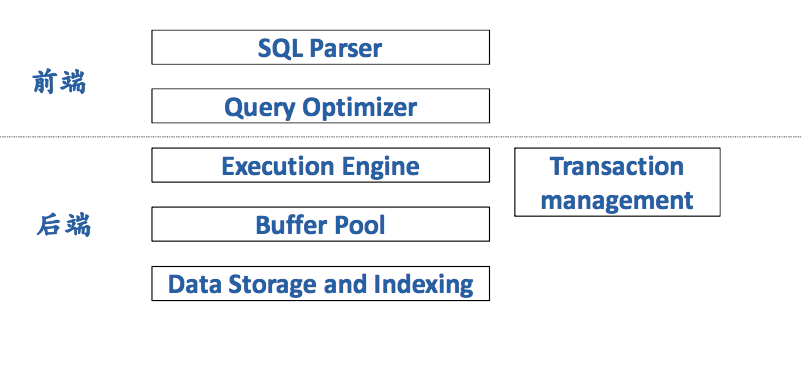 SQL Parser
前端
Query Optimizer
Execution Engine
Transaction
management
后端
Buffer Pool
Data Storage and Indexing